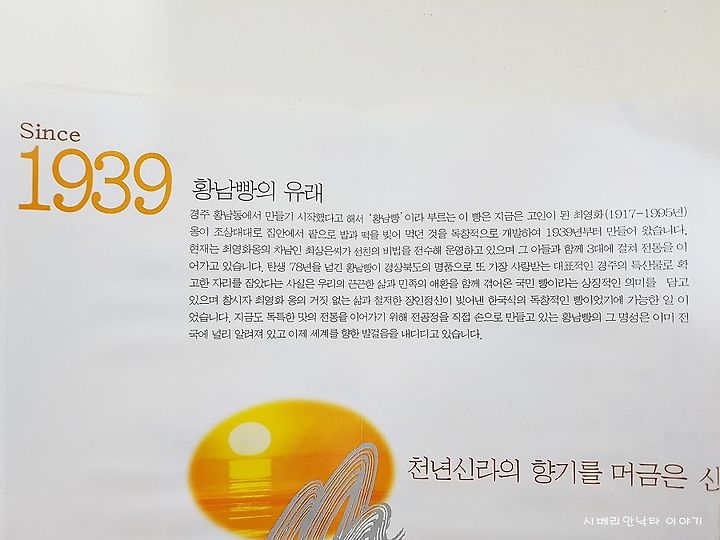 Since
1939
황남빵의 유래
경주 황남동에서 만들기 시작했다고 해서 '황남빵'이라 부르는 이 빵은 지금은 고인이 된 최영화(1917-1995년)
옹이 조상대대로 집안에서 팥으로 밥과 떡을 빚어 먹던 것을 독창적으로 개발하여 1939년부터 만들어 왔습니다.
현재는 최영화옹의 차남인 최상은씨가 선친의 비법을 전수해 운영하고 있으며 그 아들과 함께 3대에 걸쳐 전통을 이
어가고 있습니다. 탄생 78년을 넘긴 황남빵이 경상북도의 명품으로 또 가장 사랑받는 대표적인 경주의 특산물로 확
고한 자리를 잡았다는 사실은 우리의 끈끈한 삶과 민족의 애환을 함께 겪어온 국민 빵이라는 상징적인 의미를 담고
있으며 창시자 최영화 옹의 거짓 없는 삶과 철저한 장인정신이 빚어낸 한국식의 독창적인 빵이었기에 가능한 일 이
었습니다. 지금도 독특한 맛의 전통을 이어가기 위해 전공정을 직접 손으로 만들고 있는 황남빵의 그 명성은 이미 전
국에 널리 알려져 있고 이제 세계를 향한 발걸음을 내디디고 있습니다.
천년신라의 향기를 머금은 신
시베리안낙타 이야기